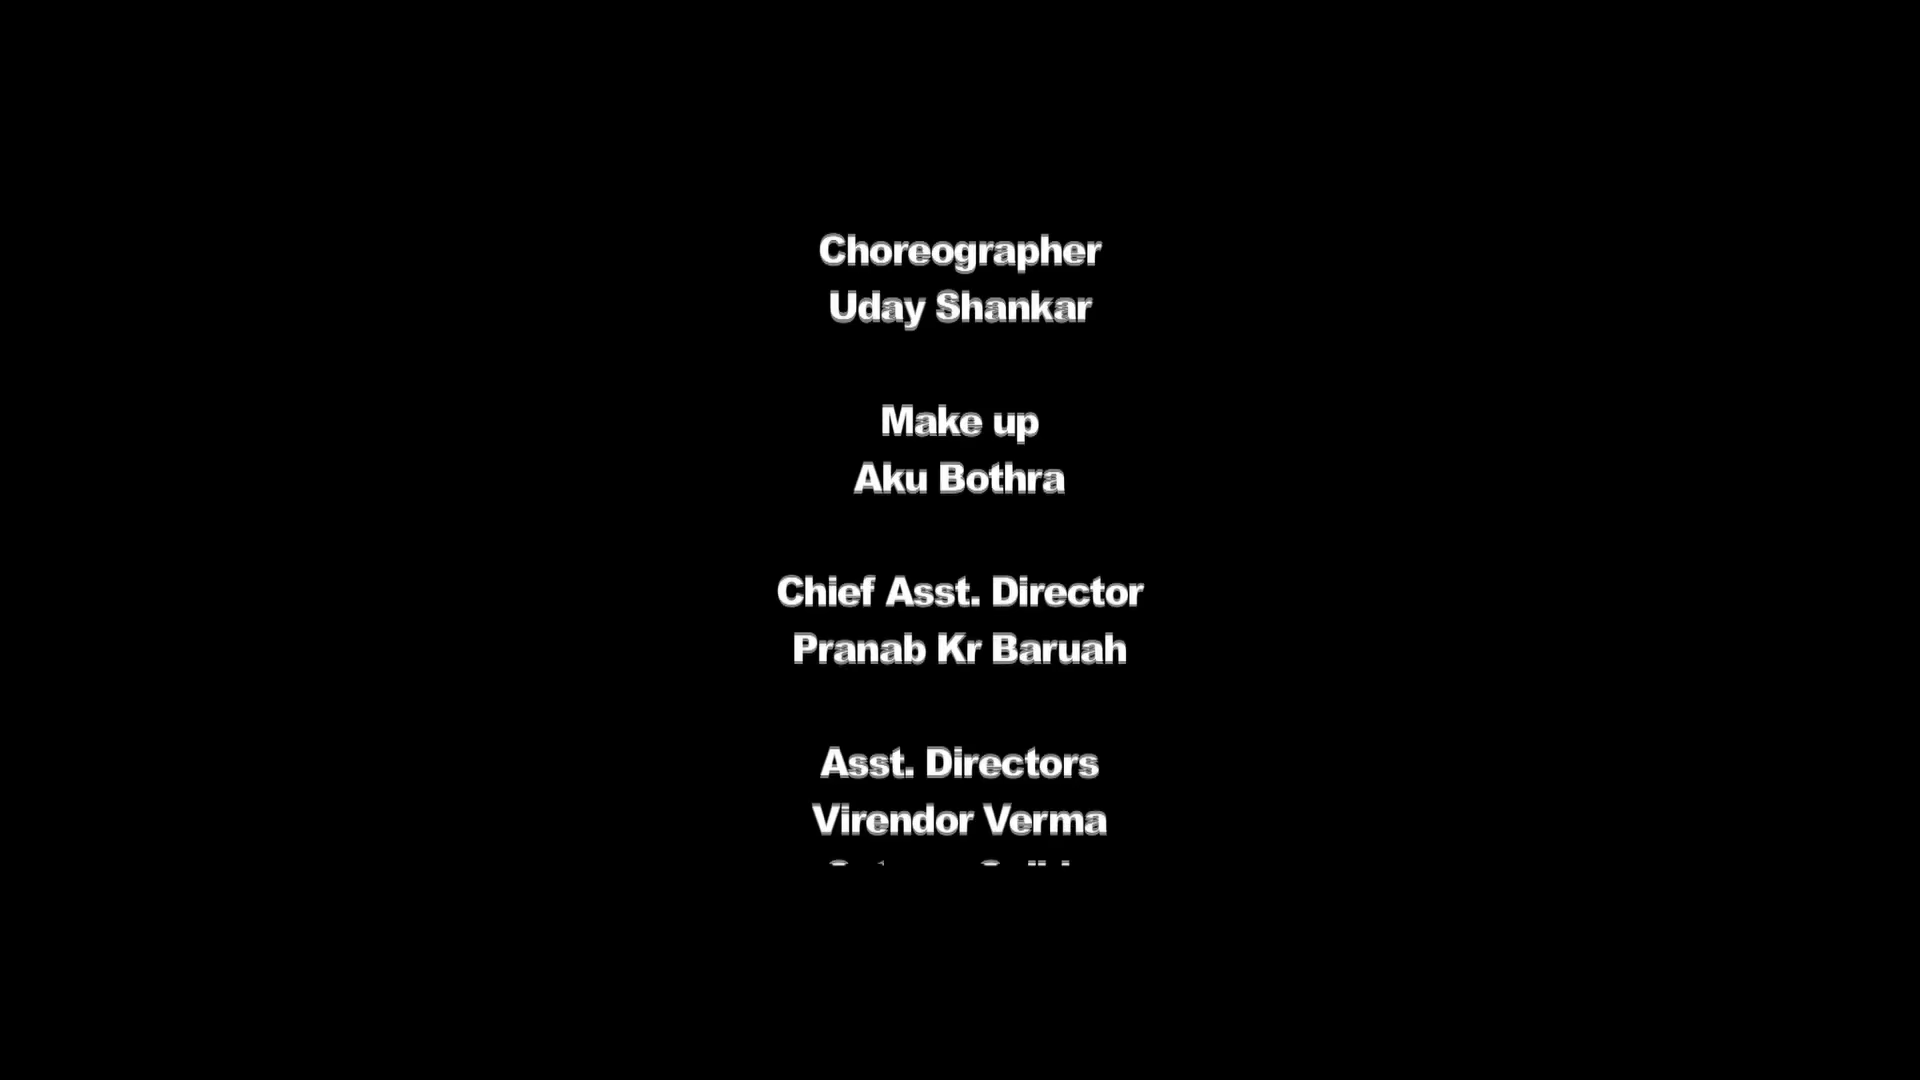 Choreographer
Uday Shankar
Make up
Aku Bothra
Chief Asst. Director
Pranab Kr Baruah
Asst. Directors
Virendor Verma